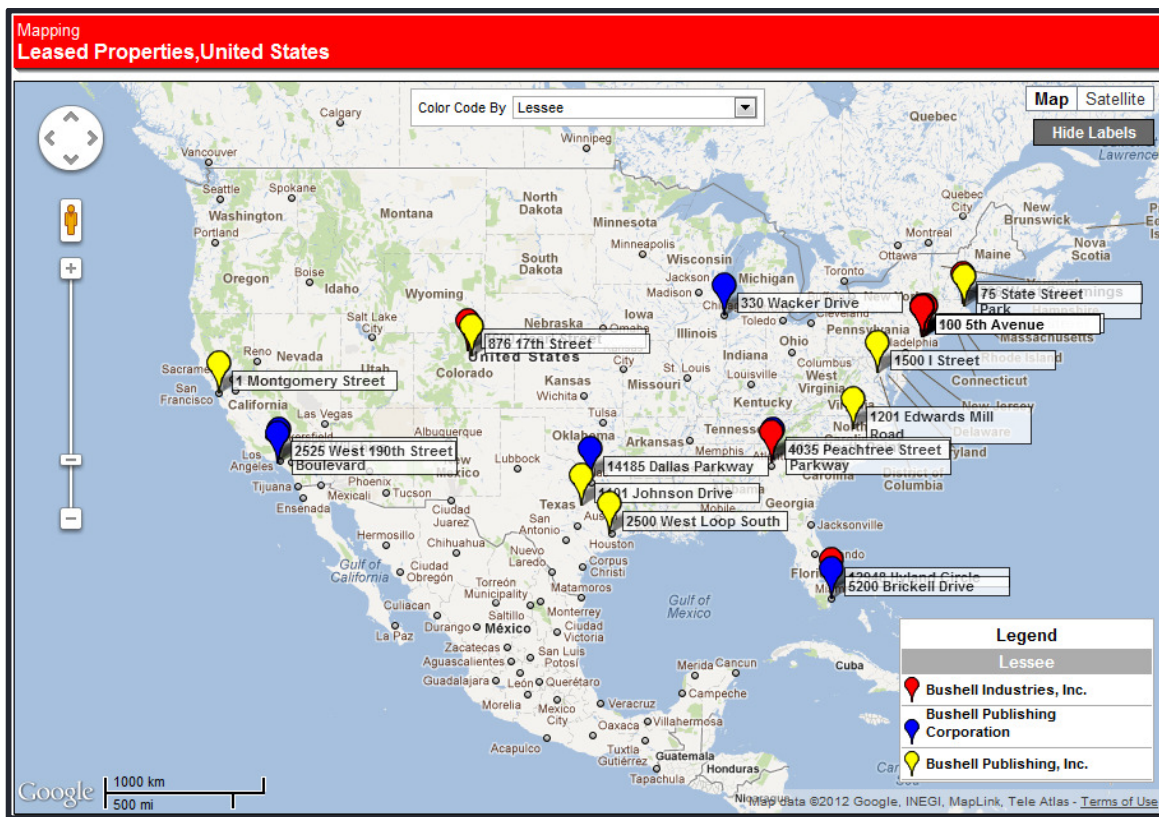 Mapping
Leased Properties,United States
Color Code By Lessee
Map Satellite
Hide Labels
Quebec
Lawrence
Calgary
Winnipeg
Vancouver
Seattle
Spokane
Washington
Montana
North
Dakota
Minnesota
Quebec
City
New
Brunswick
Portland
Minneapolis
Montreal
Ottawa
Maine
Nova
Scotia
Oregon
Boise
Idaho
Wyoming
South
Dakota
Wisconsin
Michigan
Jackson
Madison
Toronto
75 State Street
Park
330 Wacker Drive
Salt Lake
City
Nebraska
Iowa
Omaha
Illinois
Toledo
Cleveland
Pennsylvania
100 5th Avenue
Massachusetts
Philadelphia
876 17th Street
United States
Reno
Nevada
Colorado
Kansas
City
Indiana
Ohio
Columbus
West
Virginia
1500 I Street
Rhode Island
Connecticut
Sacramento
San
Francisco
1 Montgomery Street
California
Kansas
Missouri
St. Louis
Louisville
Wichita
Kentucky
New Jersey
Delaware
1201 Edwards Mill
Road
Las Vegas
Albuquerque
Tulsa
Oklahoma
Arkansas
Memphis
2525 West 190th Street
Boulevard
Los Angeles
4035 Peachtree Street
Parkway
Lubbock
14185 Dallas Parkway
District of
Columbia
Tijuana
Mexicali
Phoenix
Tucson
Ensenada
Texas
Johnson Drive
Alabama
Georgia
Ciudad
Juarez
San
Antonio
2500 West Loop South
Houston
Jacksonville
Hermosillo
Chihuahua
Gulf of
California
Ciudad
Obregón
Nuevo
Laredo
Corpus
Christi
12948 Hyland Circle
5200 Brickell Drive
Torreón
Municipality
Matamoros
Monterrey
Gulf of
Mexico
Culiacan
Saltillo
La Paz
Durango
México
Ciudad
Victoria
Legend
Lessee
Zacatecas
Aguascalientes
San Luis
Potosí
Merida
Cancun
Cuba
Guadalajara
León
Querétaro
Campeche
Bushell Industries, Inc.
Morelia
Mexico
City
Veracruz
Bushell Publishing
Corporation
Oaxaca
Villahermosa
Acapulco
Tuxtla
Gutiérrez
Guatemala
Honduras
Bushell Publishing, Inc.
Tapachula
1000 km
500 mi
Google
Map data ©2012 Google, INEGI, MapLink, Tele Atlas - Terms of Use